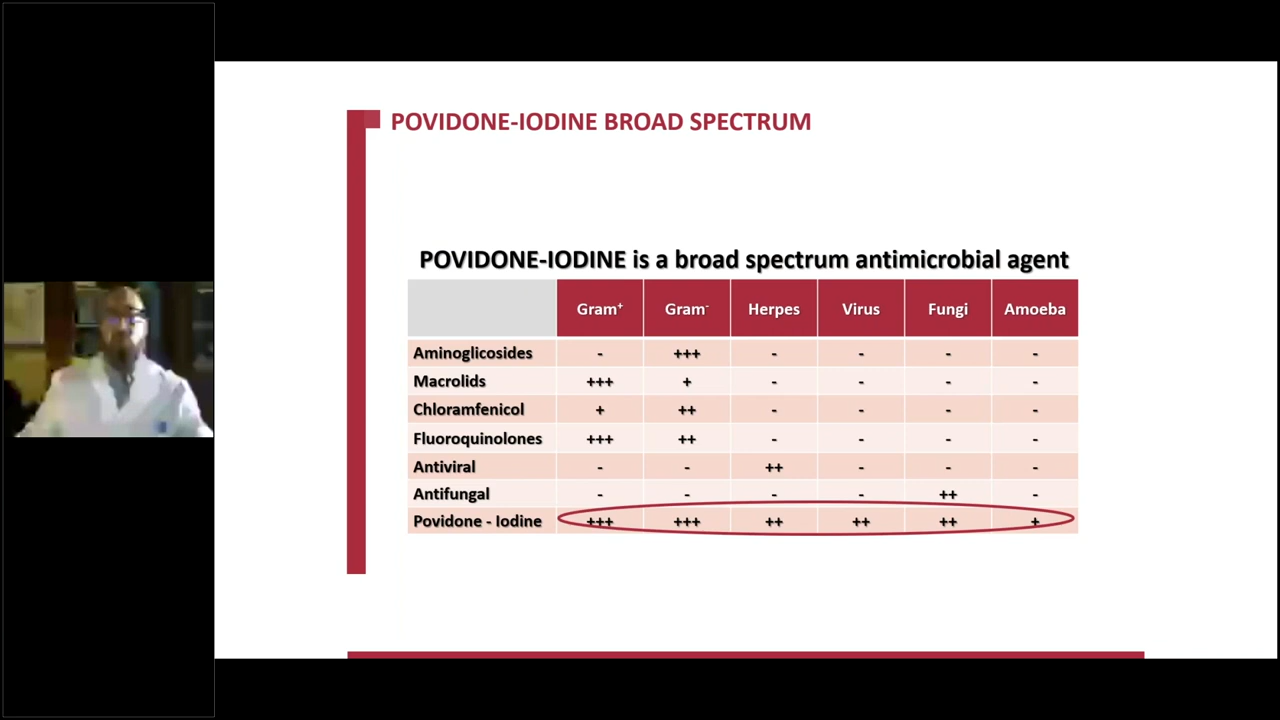 POVIDONE-IODINE BROAD SPECTRUM
POVIDONE-IODINE is a broad spectrum antimicrobial agent
Gram+ Gram- Herpes Virus Fungi Amoeba
Aminoglicosides - +++ - - - -
Macrolids +++ + - - - -
Chloramfenicol + ++ - - - -
Fluoroquinolones +++ ++ - - - -
Antiviral - - ++ - - -
Antifungal - - - - ++ -
Povidone - Iodine +++ +++ ++ ++ ++ +